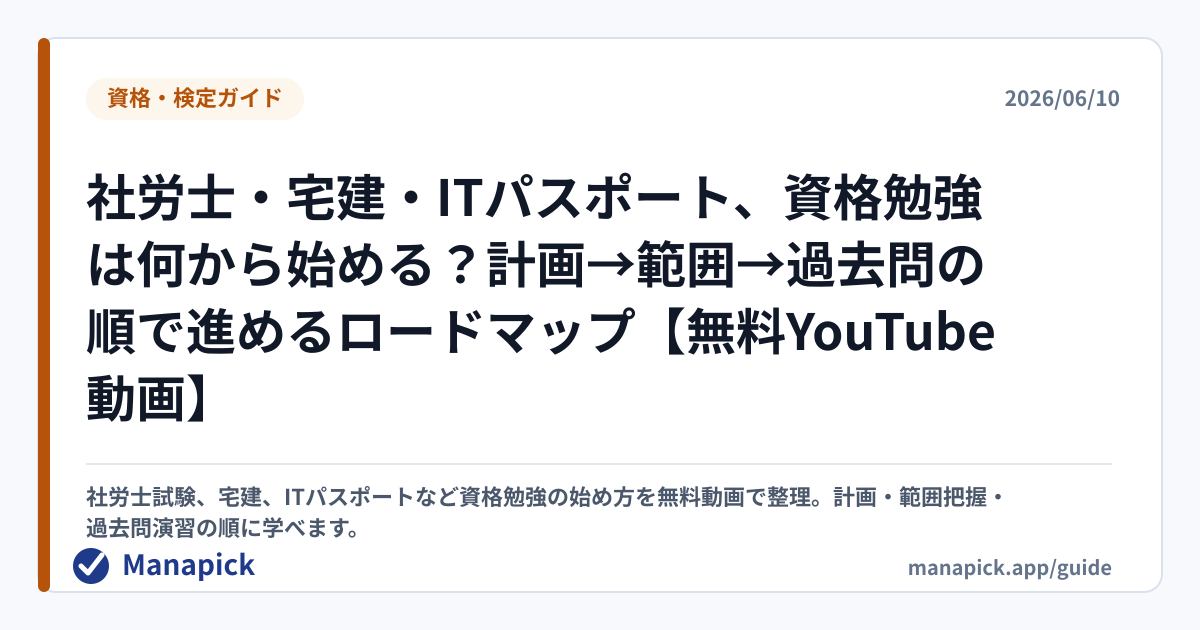 資格・検定ガイド
2026/06/10
社労士・宅建・ITパスポート、資格勉強
は何から始める？計画→範囲→過去問の
順で進めるロードマップ【無料YouTube
動画】
社労士試験、宅建、ITパスポートなど資格勉強の始め方を無料動画で整理。計画・範囲把握・
過去問演習の順に学べます。
Manapick
manapick.app/guide